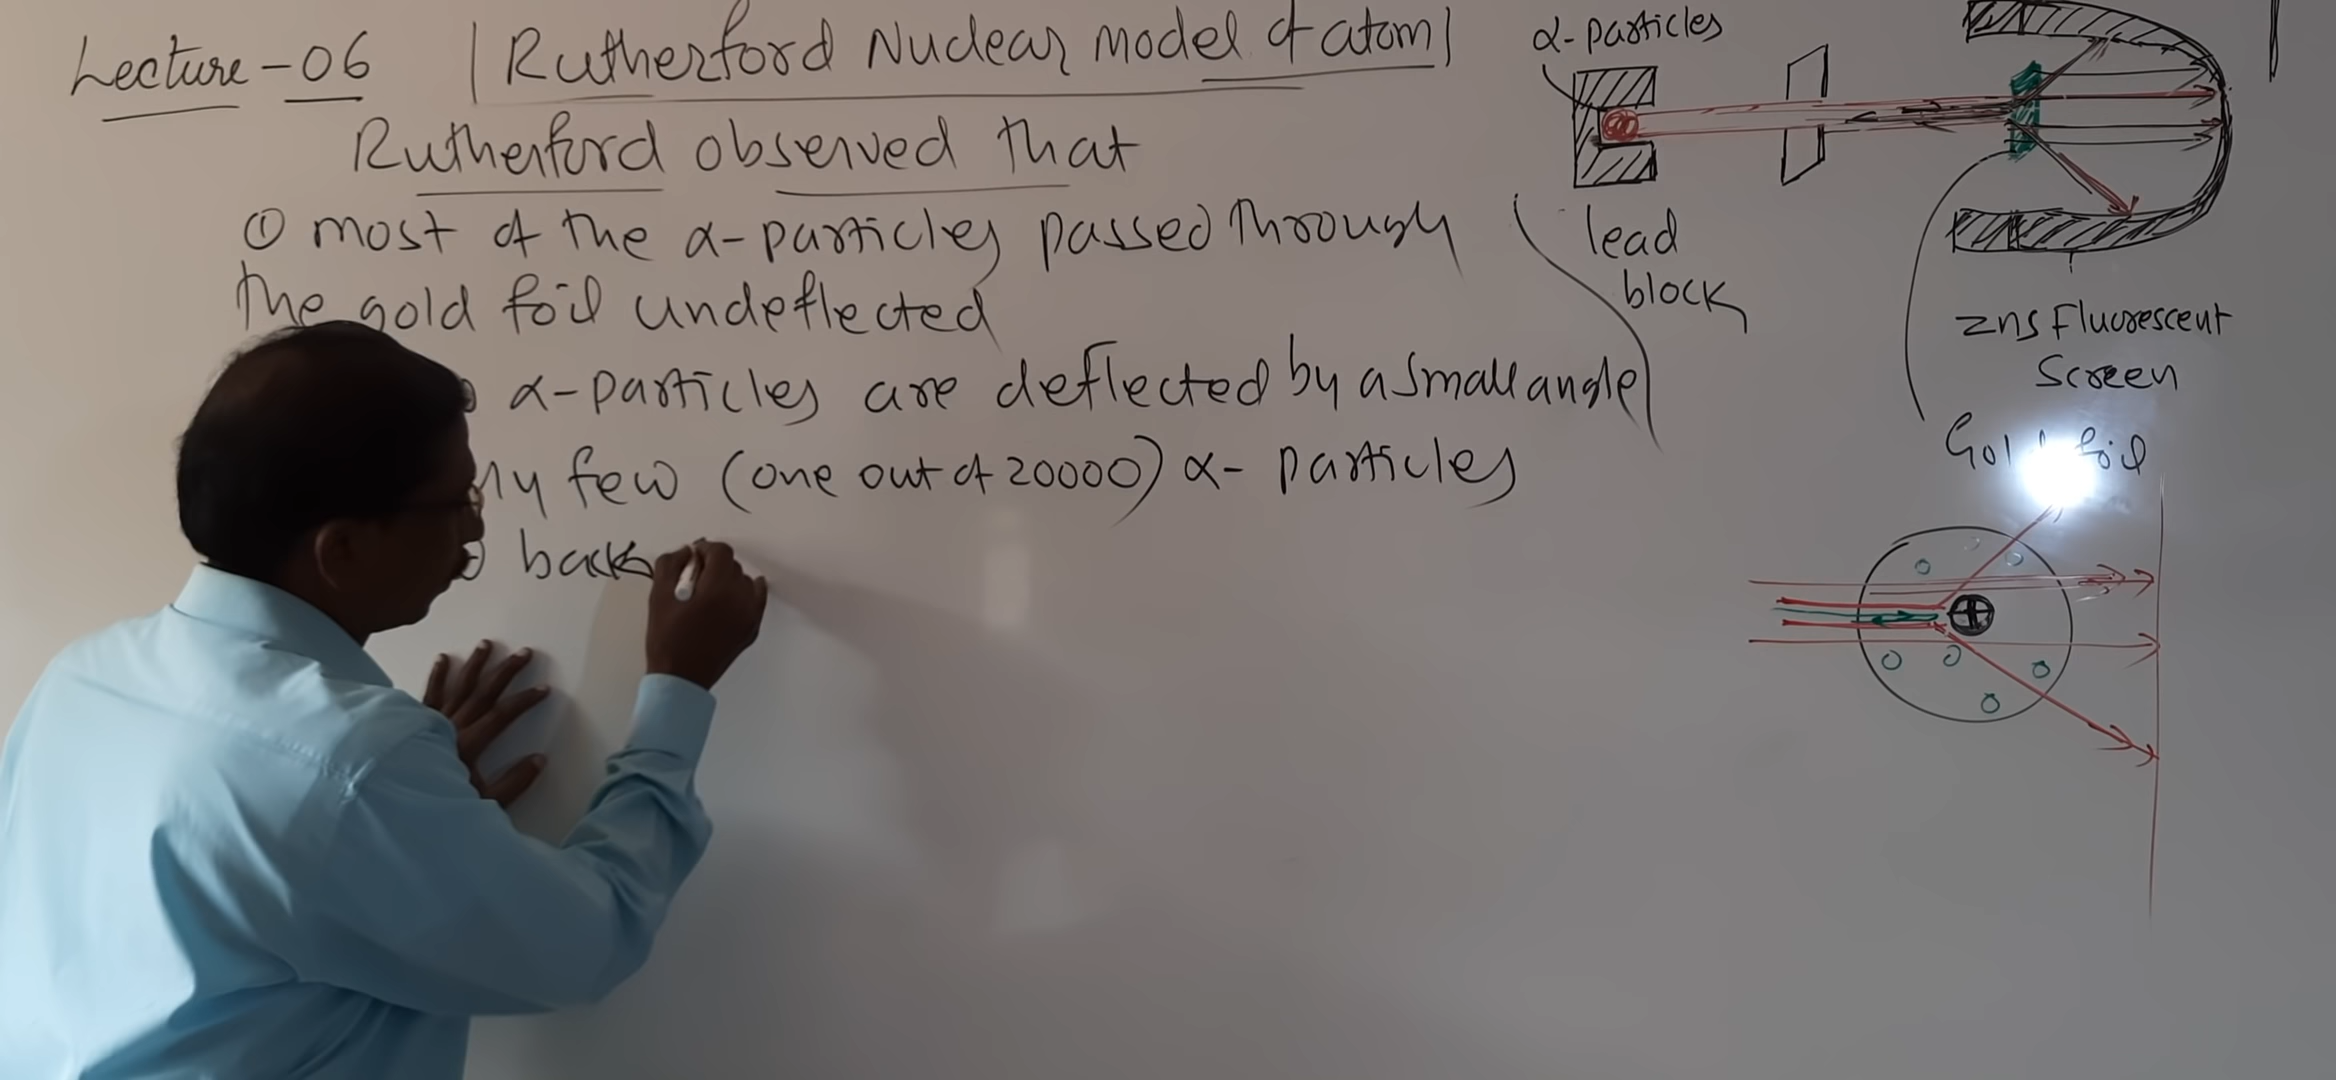 Lecture-06
Rutherford Nuclear model of atom
Rutherford observed that
① most of the α-particles passed through
the gold foil undeflected
α-particles are deflected by a small angle
few (one out of 20000) α- particles
back
α-particles
lead
block
zns Fluorescent
Screen
foil